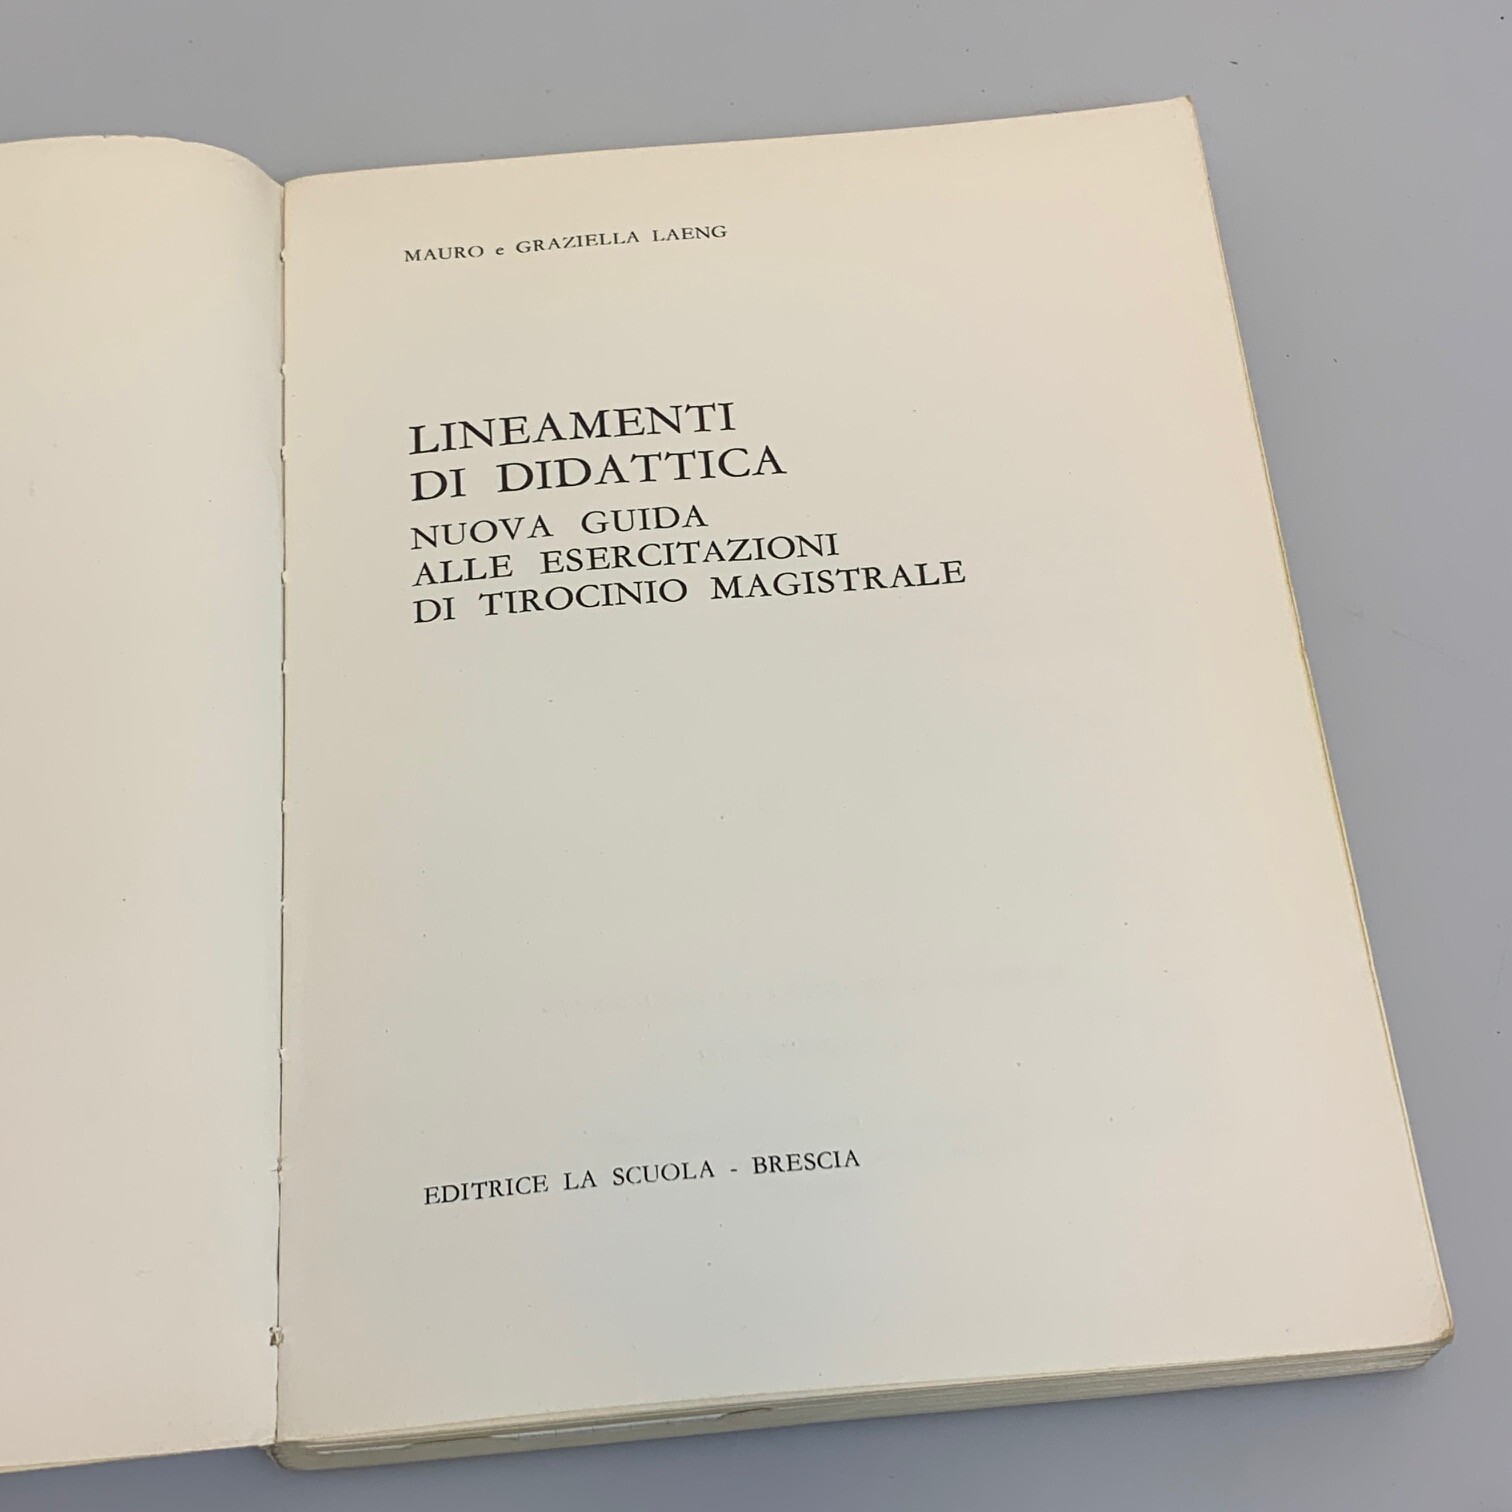 MAURO e GRAZIELLA LAENG
LINEAMENTI
DI DIDATTICA
NUOVA GUIDA
ALLE ESERCITAZIONI
DI TIROCINIO MAGISTRALE
EDITRICE LA SCUOLA - BRESCIA